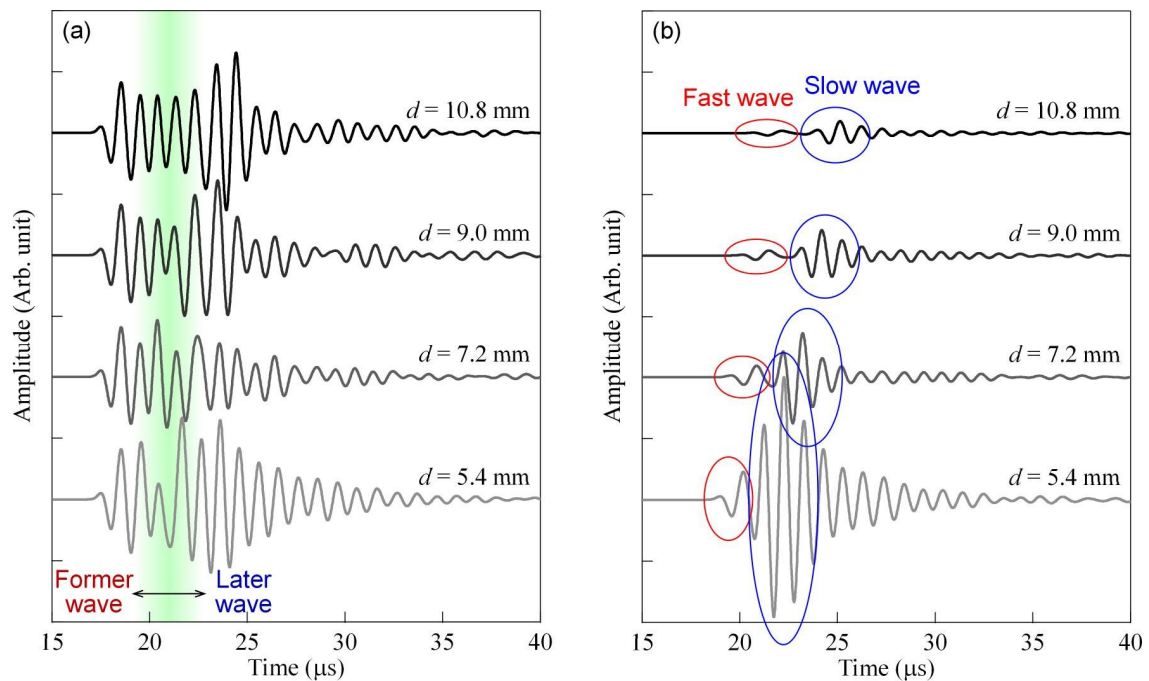 (a)
d = 10.8 mm
d = 9.0 mm
d = 7.2 mm
d = 5.4 mm
Former
wave
Later
wave
Amplitude (Arb. unit)
15 20 25 30 35 40
Time (μs)
(b)
Fast wave
Slow wave
d = 10.8 mm
d = 9.0 mm
d = 7.2 mm
d = 5.4 mm
Amplitude (Arb. unit)
15 20 25 30 35 40
Time (μs)